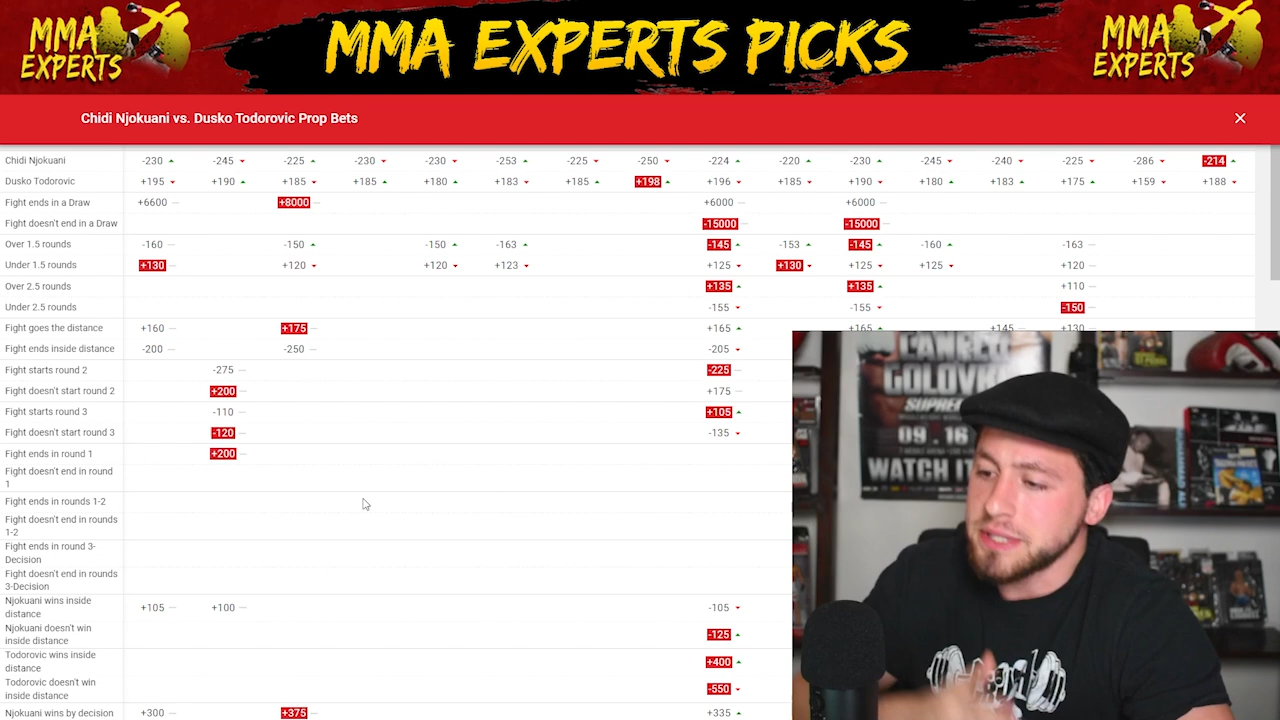 MMA EXPERTS
MMA EXPERTS PICKS
MMA EXPERTS
Chidi Njokuani vs. Dusko Todorovic Prop Bets
Chidi Njokuani -230 -245 -225 -230 -230 -253 -225 -250 -224 -220 -230 -245 -240 -225 -286 -214
Dusko Todorovic +195 +190 +185 +185 +180 +183 +185 +198 +196 +185 +190 +180 +183 +175 +159 +188
Fight ends in a Draw +6600 +8000 +6000 +6000
Fight doesn't end in a Draw -15000 -15000
Over 1.5 rounds -160 -150 -150 -163 -145 -153 -145 -160 -163
Under 1.5 rounds +130 +120 +120 +123 +125 +130 +125 +125 +120
Over 2.5 rounds +135 +135 +110
Under 2.5 rounds -155 -155 -150
Fight goes the distance +160 +175 +165 +165 +145 +130
Fight ends inside distance -200 -250 -205
Fight starts round 2 -275 -225
Fight doesn't start round 2 +200 +175
Fight starts round 3 -110 +105
Fight doesn't start round 3 -120 -135
Fight ends in round 1 +200
Fight doesn't end in round
1
Fight ends in rounds 1-2
Fight doesn't end in rounds
1-2
Fight ends in round 3-
Decision
Fight doesn't end in rounds
3-Decision
Njokuani wins inside
distance +105 +100 -105
Njokuani doesn't win
inside distance -125
Todorovic wins inside
distance +400
Todorovic doesn't win
inside distance -550
Njokuani wins by decision +300 +375 +335
CANELO
GOLOVK
SUPREM
09 16
WATCH IT